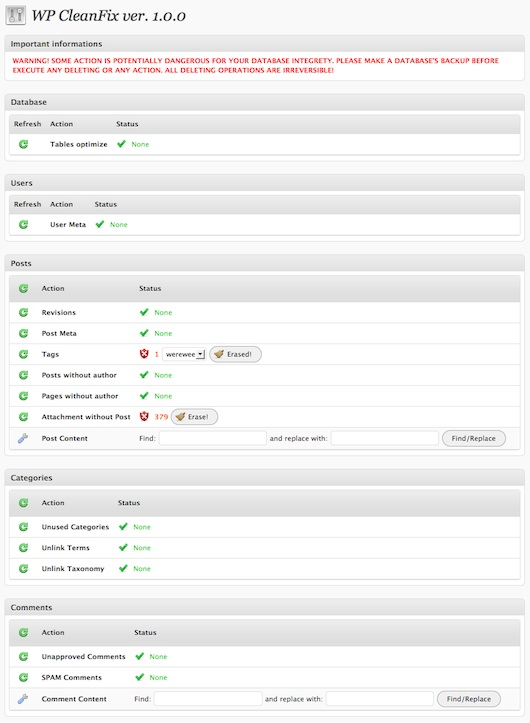 WP CleanFix ver. 1.0.0
Important informations
WARNING! SOME ACTION IS POTENTIALLY DANGEROUS FOR YOUR DATABASE INTEGRETY. PLEASE MAKE A DATABASE'S BACKUP BEFORE
EXECUTE ANY DELETING OR ANY ACTION. ALL DELETING OPERATIONS ARE IRREVERSIBLE!
Database
Refresh Action Status
Tables optimize None
Users
Refresh Action Status
User Meta None
Posts
Action Status
Revisions None
Post Meta None
Tags 1 werewee Erased!
Posts without author None
Pages without author None
Attachment without Post 379 Erase!
Post Content Find: and replace with: Find/Replace
Categories
Action Status
Unused Categories None
Unlink Terms None
Unlink Taxonomy None
Comments
Action Status
Unapproved Comments None
SPAM Comments None
Comment Content Find: and replace with: Find/Replace